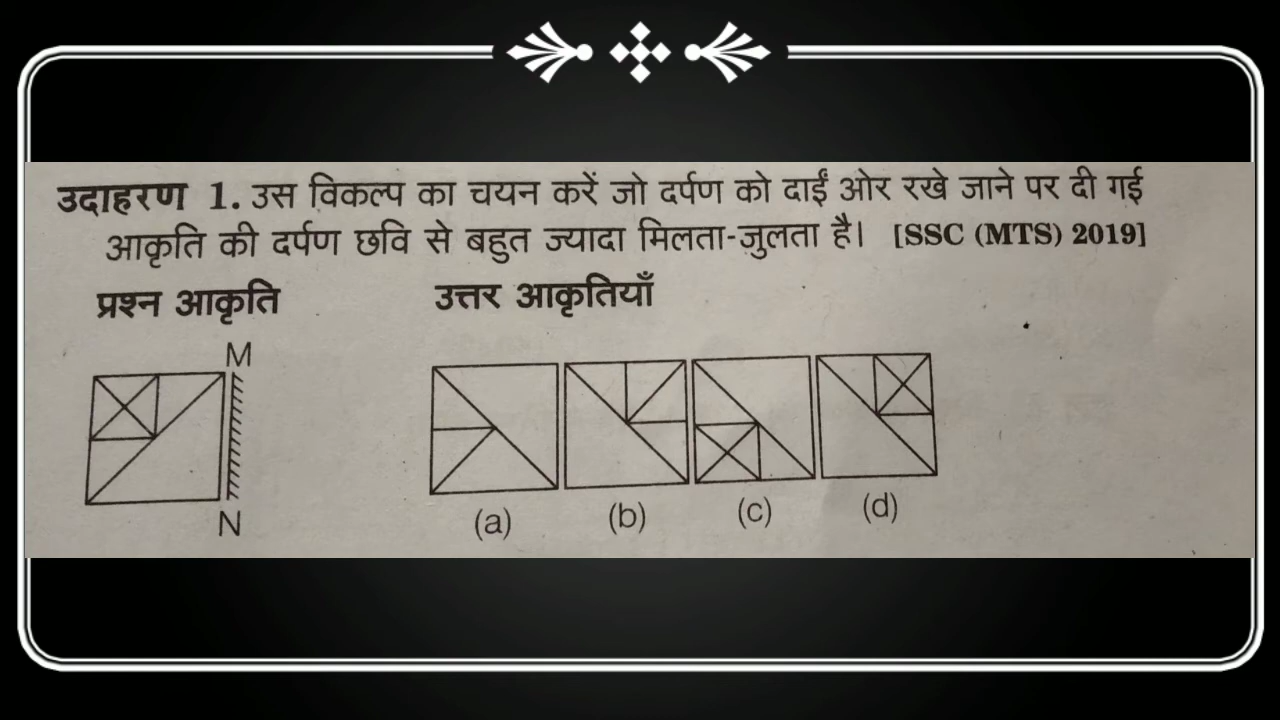 उदाहरण 1. उस विकल्प का चयन करें जो दर्पण को दाईं ओर रखे जाने पर दी गई
आकृति की दर्पण छवि से बहुत ज्यादा मिलता-जुलता है। [SSC (MTS) 2019]
प्रश्न आकृति उत्तर आकृतियाँ
M
N
(a) (b) (c) (d)